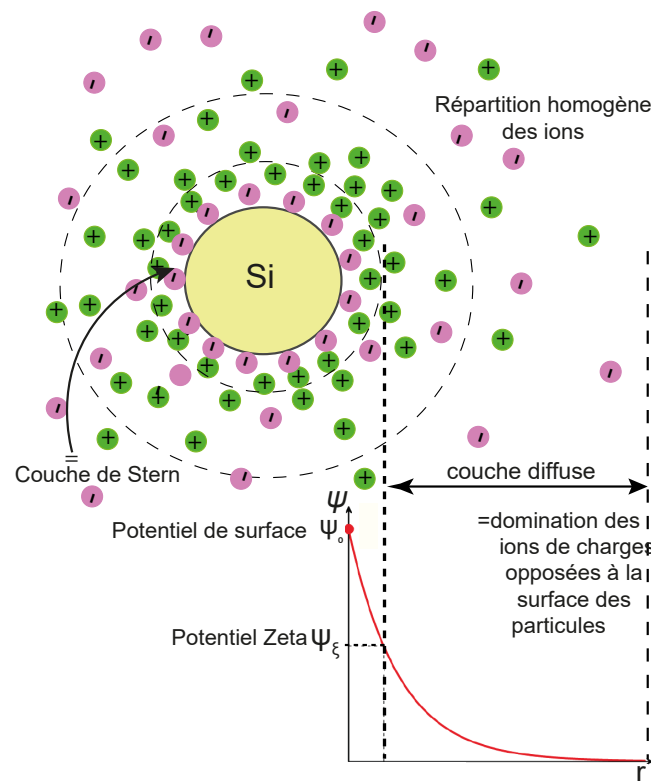 Répartition homogène
des ions
Si
=
Couche de Stern
couche diffuse
Ψ
Potentiel de surface Ψ₀
=domination des
ions de charges
opposées à la
surface des
particules
Potentiel Zeta Ψξ
r